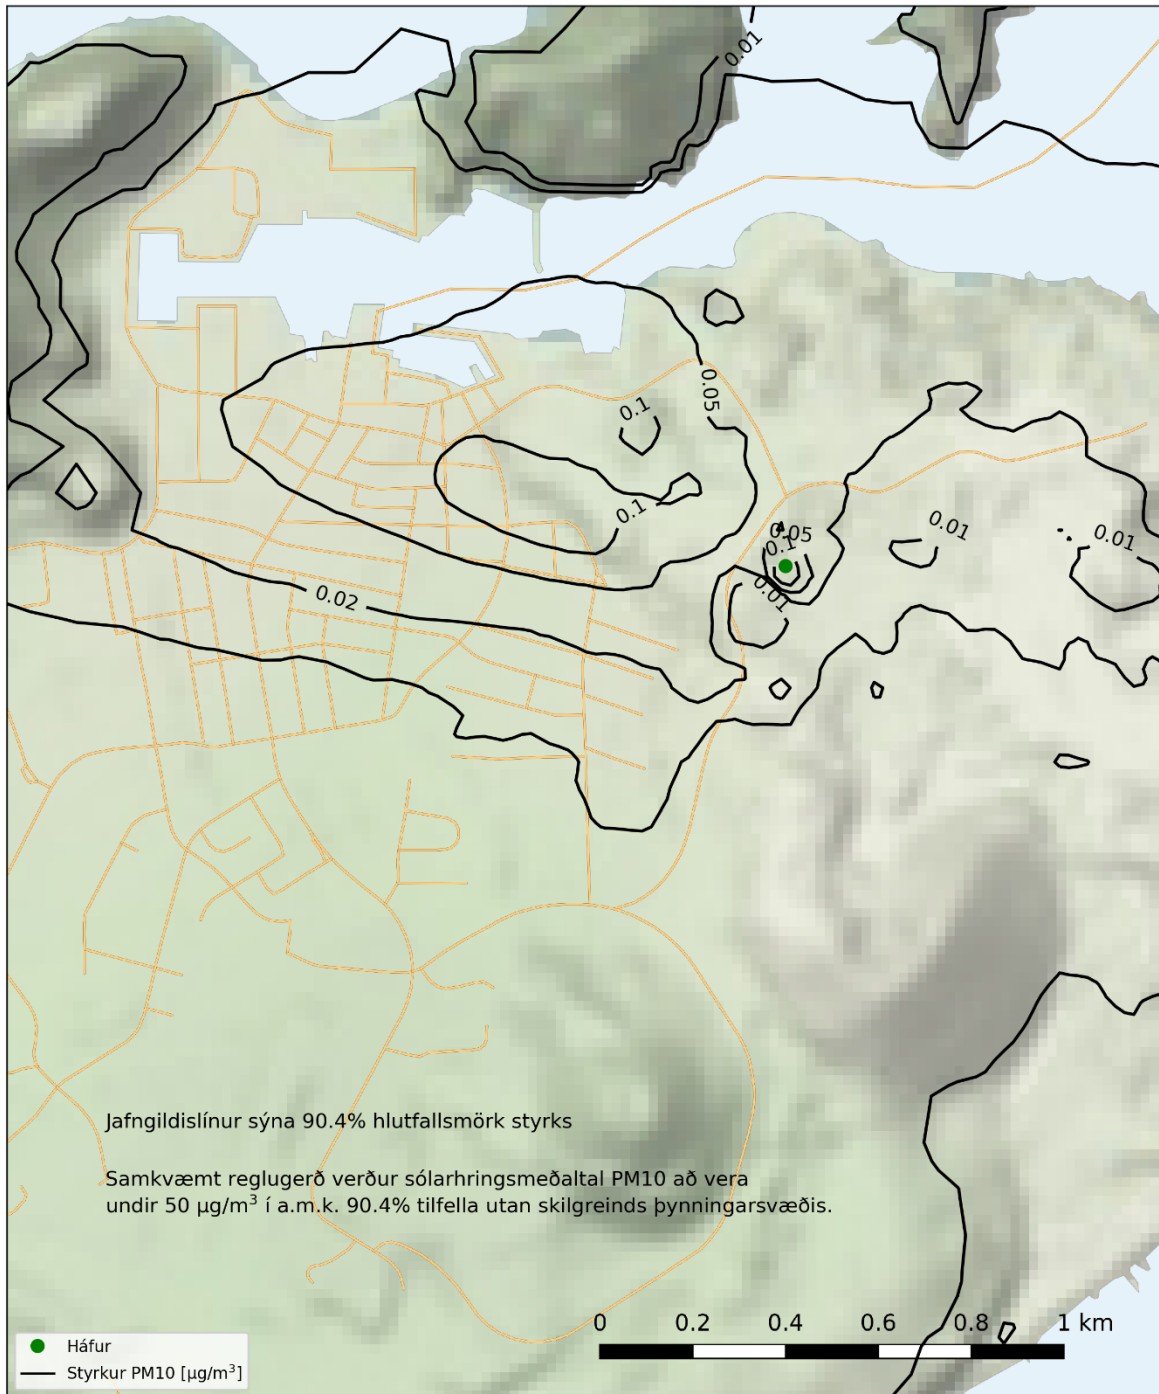 0.01
0.05
0.1
0.1
0.05
0.1
0.01
0.01
0.01
0.02
Jafngildislínur sýna 90.4% hlutfallsmörk styrks
Samkvæmt reglugerð verður sólarhringsmeðaltal PM10 að vera
undir 50 µg/m³ í a.m.k. 90.4% tilfella utan skilgreinds þynningarsvæðis.
0 0.2 0.4 0.6 0.8 1 km
Háfur
Styrkur PM10 [µg/m³]